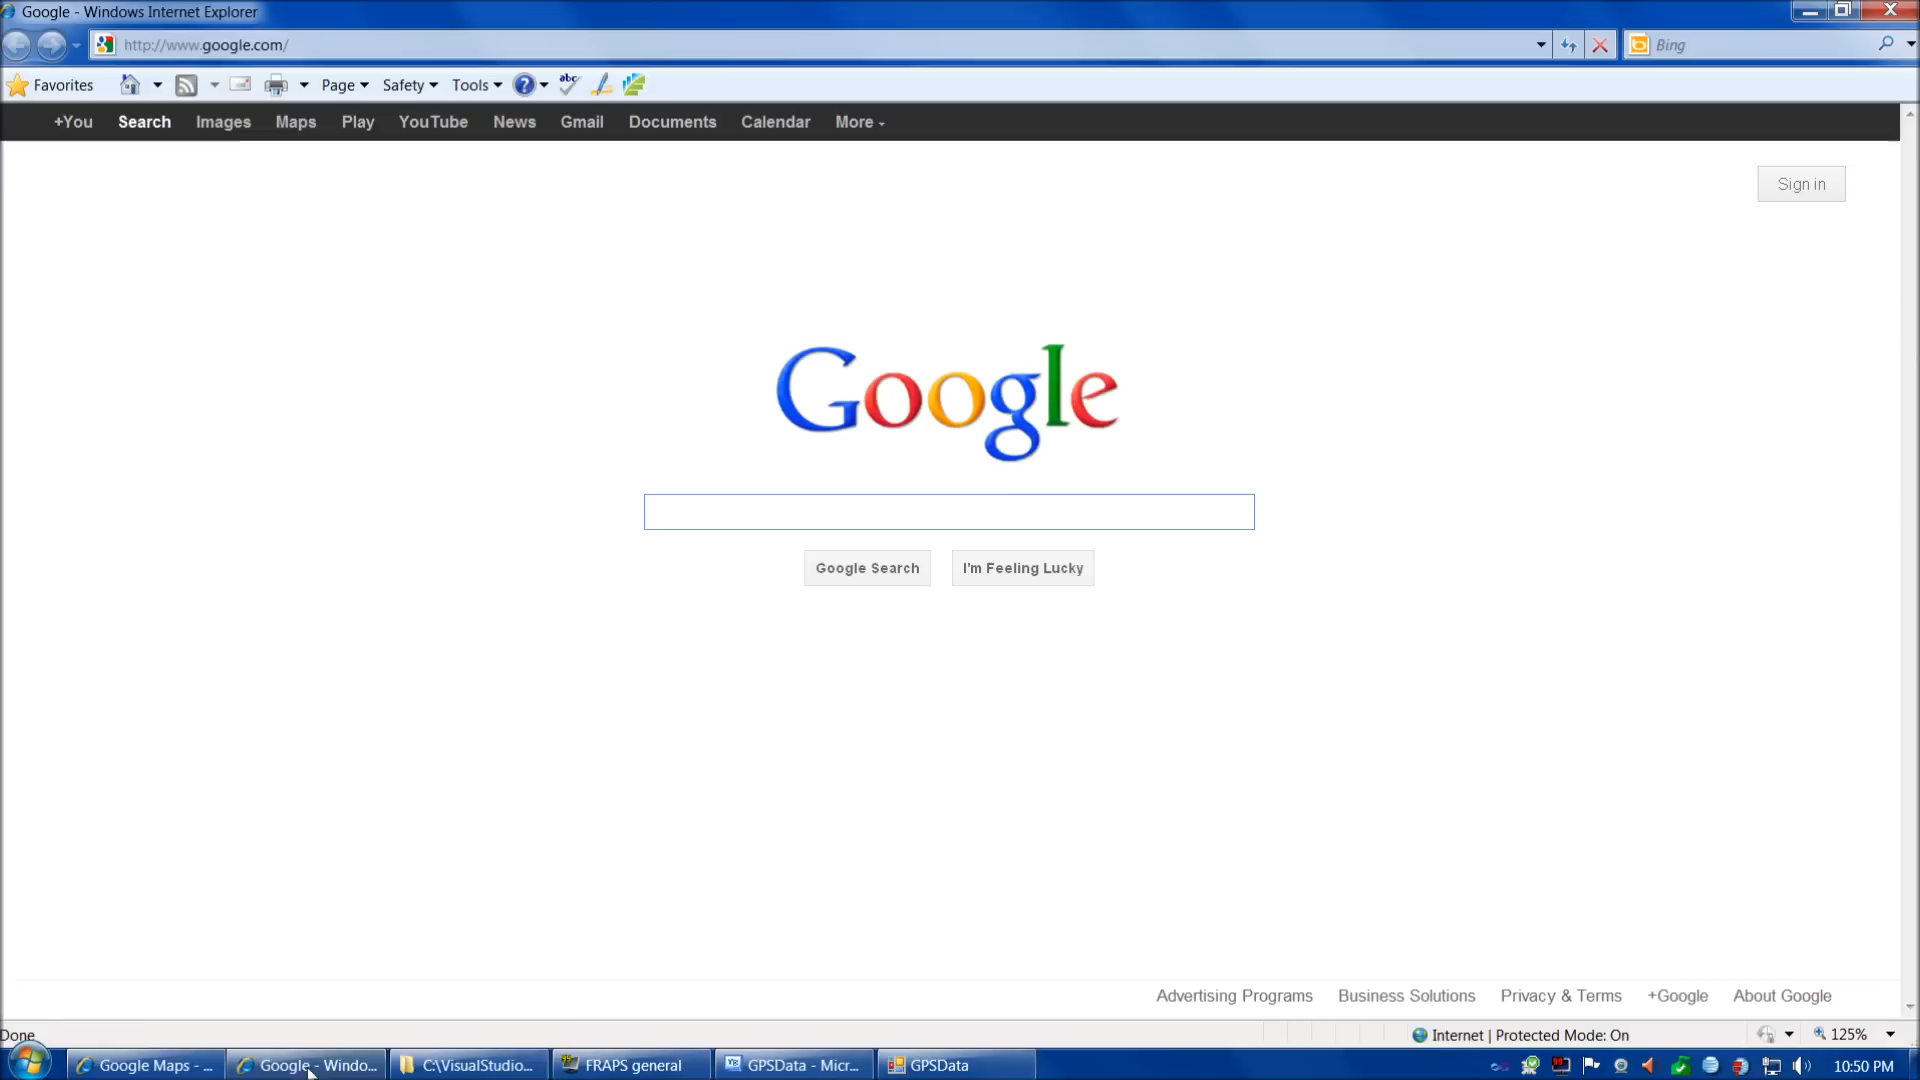 Google - Windows Internet Explorer
http://www.google.com/
Bing
Favorites Page Safety Tools ? abc
+You Search Images Maps Play YouTube News Gmail Documents Calendar More
Sign in
Google
Google Search I'm Feeling Lucky
Advertising Programs Business Solutions Privacy & Terms +Google About Google
Done Internet | Protected Mode: On 125%
Google Maps - ... Google - Windo... C:\VisualStudio... FRAPS general GPSData - Micr... GPSData 10:50 PM